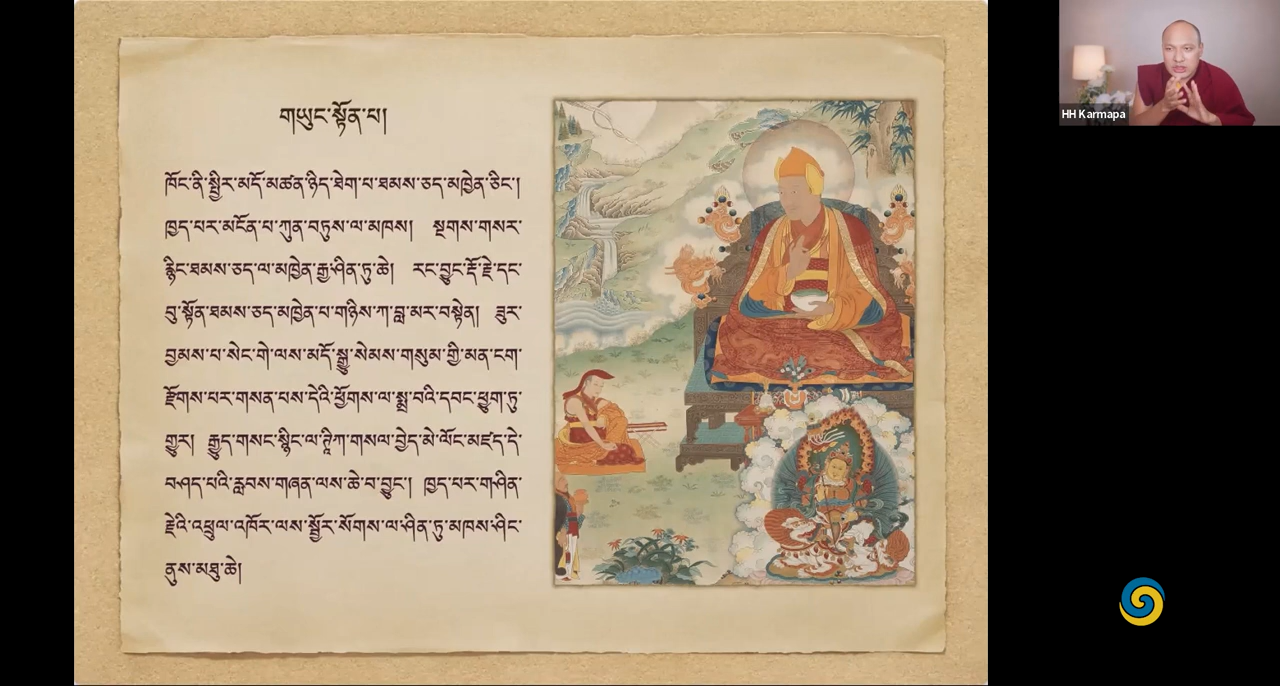 གཡུང་སྟོན་པ།
ཁོང་ནི་སྤྱིར་མདོ་མཚན་ཉིད་ཐེག་པ་ཐམས་ཅད་མཁྱེན་ཅིང་།
ཁྱད་པར་མངོན་པ་ཀུན་བཏུས་ལ་མཁས། སྔགས་གསར་
རྙིང་ཐམས་ཅད་ལ་མཁྱེན་རྒྱ་ཤིན་ཏུ་ཆེ། རང་བྱུང་རྡོ་རྗེ་དང་
བུ་སྟོན་ཐམས་ཅད་མཁྱེན་པ་གཉིས་ཀ་བླ་མར་བསྟེན། ཟུར་
བྱམས་པ་སེང་གེ་ལས་མདོ་སྒྱུ་སེམས་གསུམ་གྱི་མན་ངག་
རྫོགས་པར་གསན་པས་དེའི་ཕྱོགས་ལ་སྨྲ་བའི་དབང་ཕྱུག་ཏུ་
གྱུར། རྒྱུད་གསང་སྙིང་ལ་ཊཱིཀ་གསལ་བྱེད་མེ་ལོང་མཛད་དེ་
བཤད་པའི་རླབས་གཞན་ལས་ཆེ་བ་བྱུང་། ཁྱད་པར་གཤིན་
རྗེའི་འཕྲུལ་འཁོར་ལས་སྦྱོར་སོགས་ལ་ཤིན་ཏུ་མཁས་ཤིང་
ནུས་མཐུ་ཆེ།
HH Karmapa